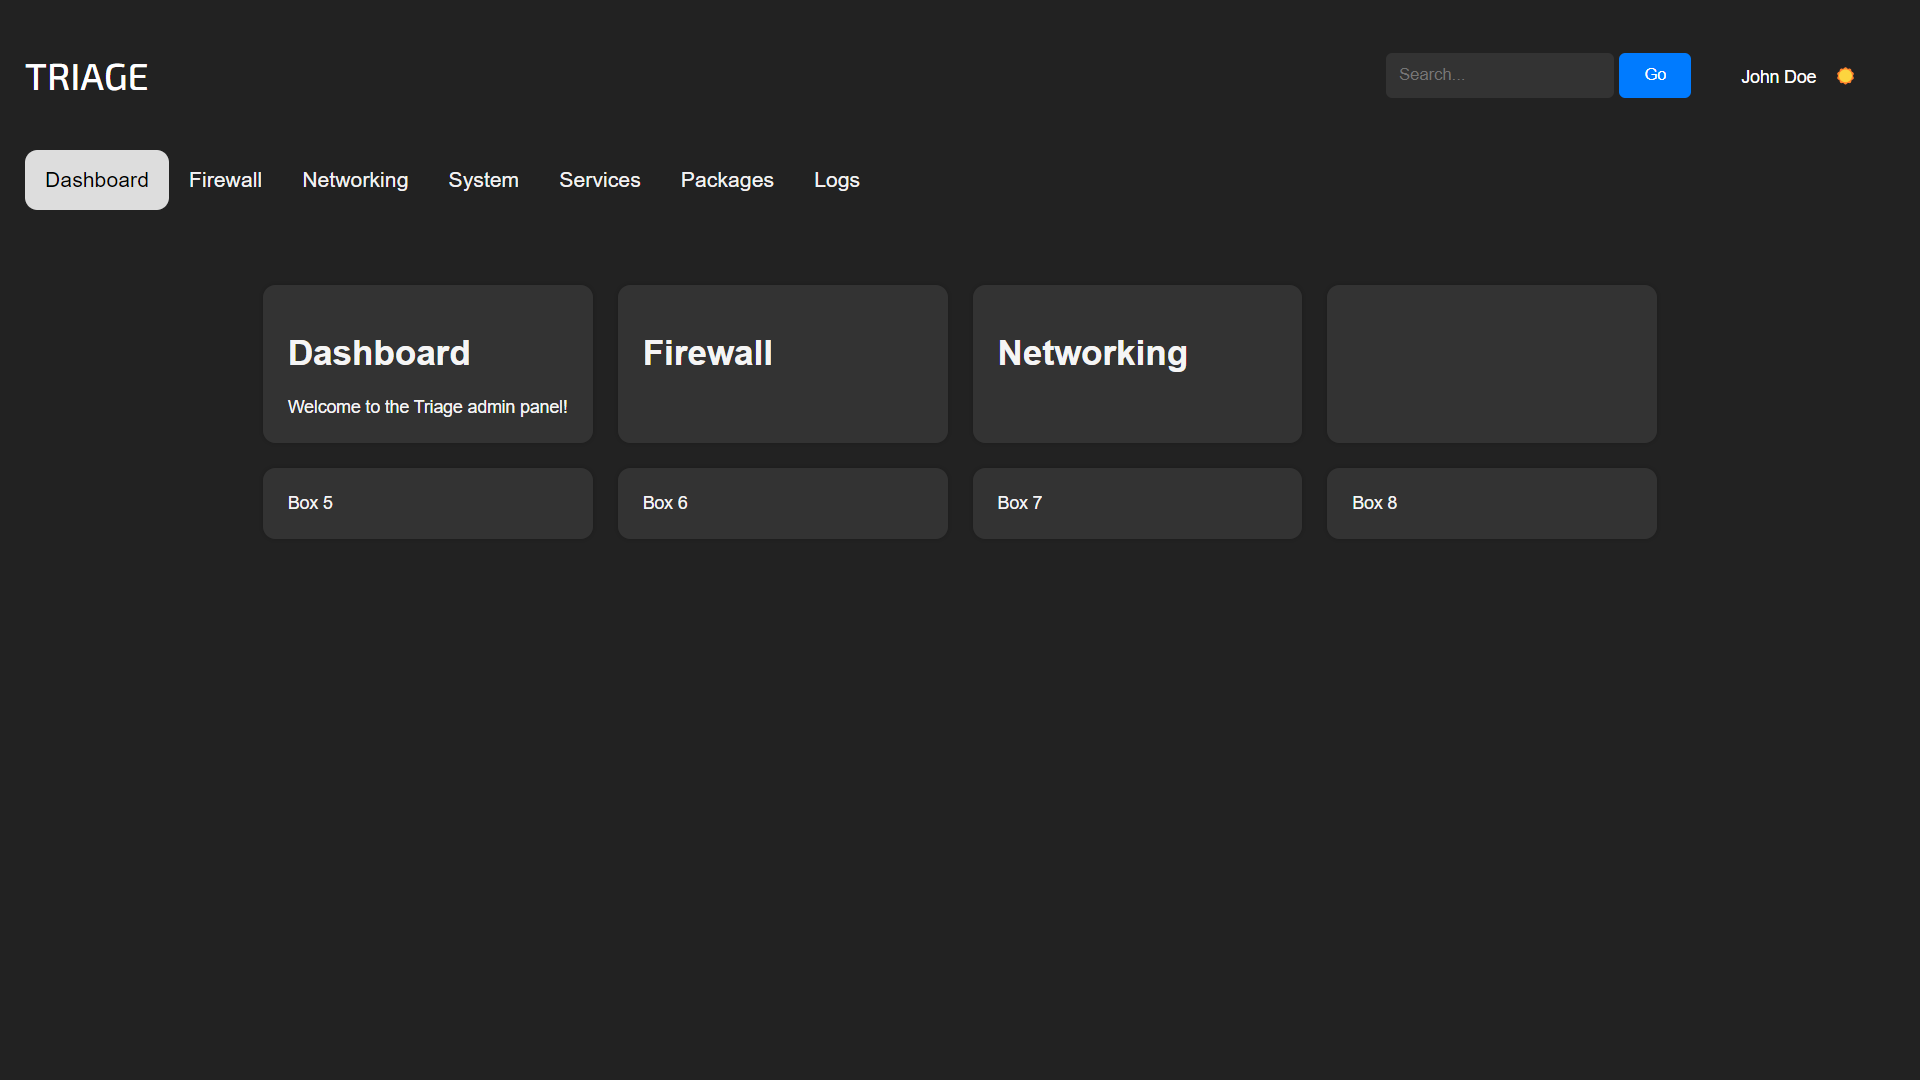 TRIAGE
Search...
Go
John Doe
Dashboard
Firewall
Networking
System
Services
Packages
Logs
Dashboard
Welcome to the Triage admin panel!
Firewall
Networking
Box 5
Box 6
Box 7
Box 8